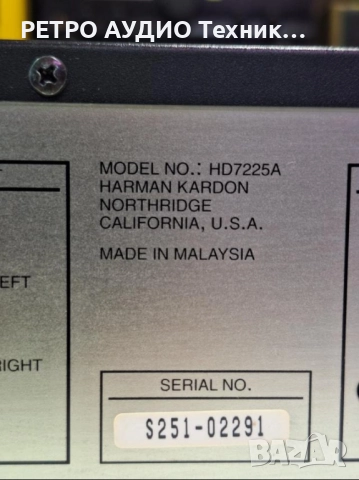 РЕТРО АУДИО Техник...
MODEL NO.: HD7225A
HARMAN KARDON
NORTHRIDGE
CALIFORNIA, U.S.A.
MADE IN MALAYSIA
EFT
RIGHT
SERIAL NO.
S251-02291
BAZAR